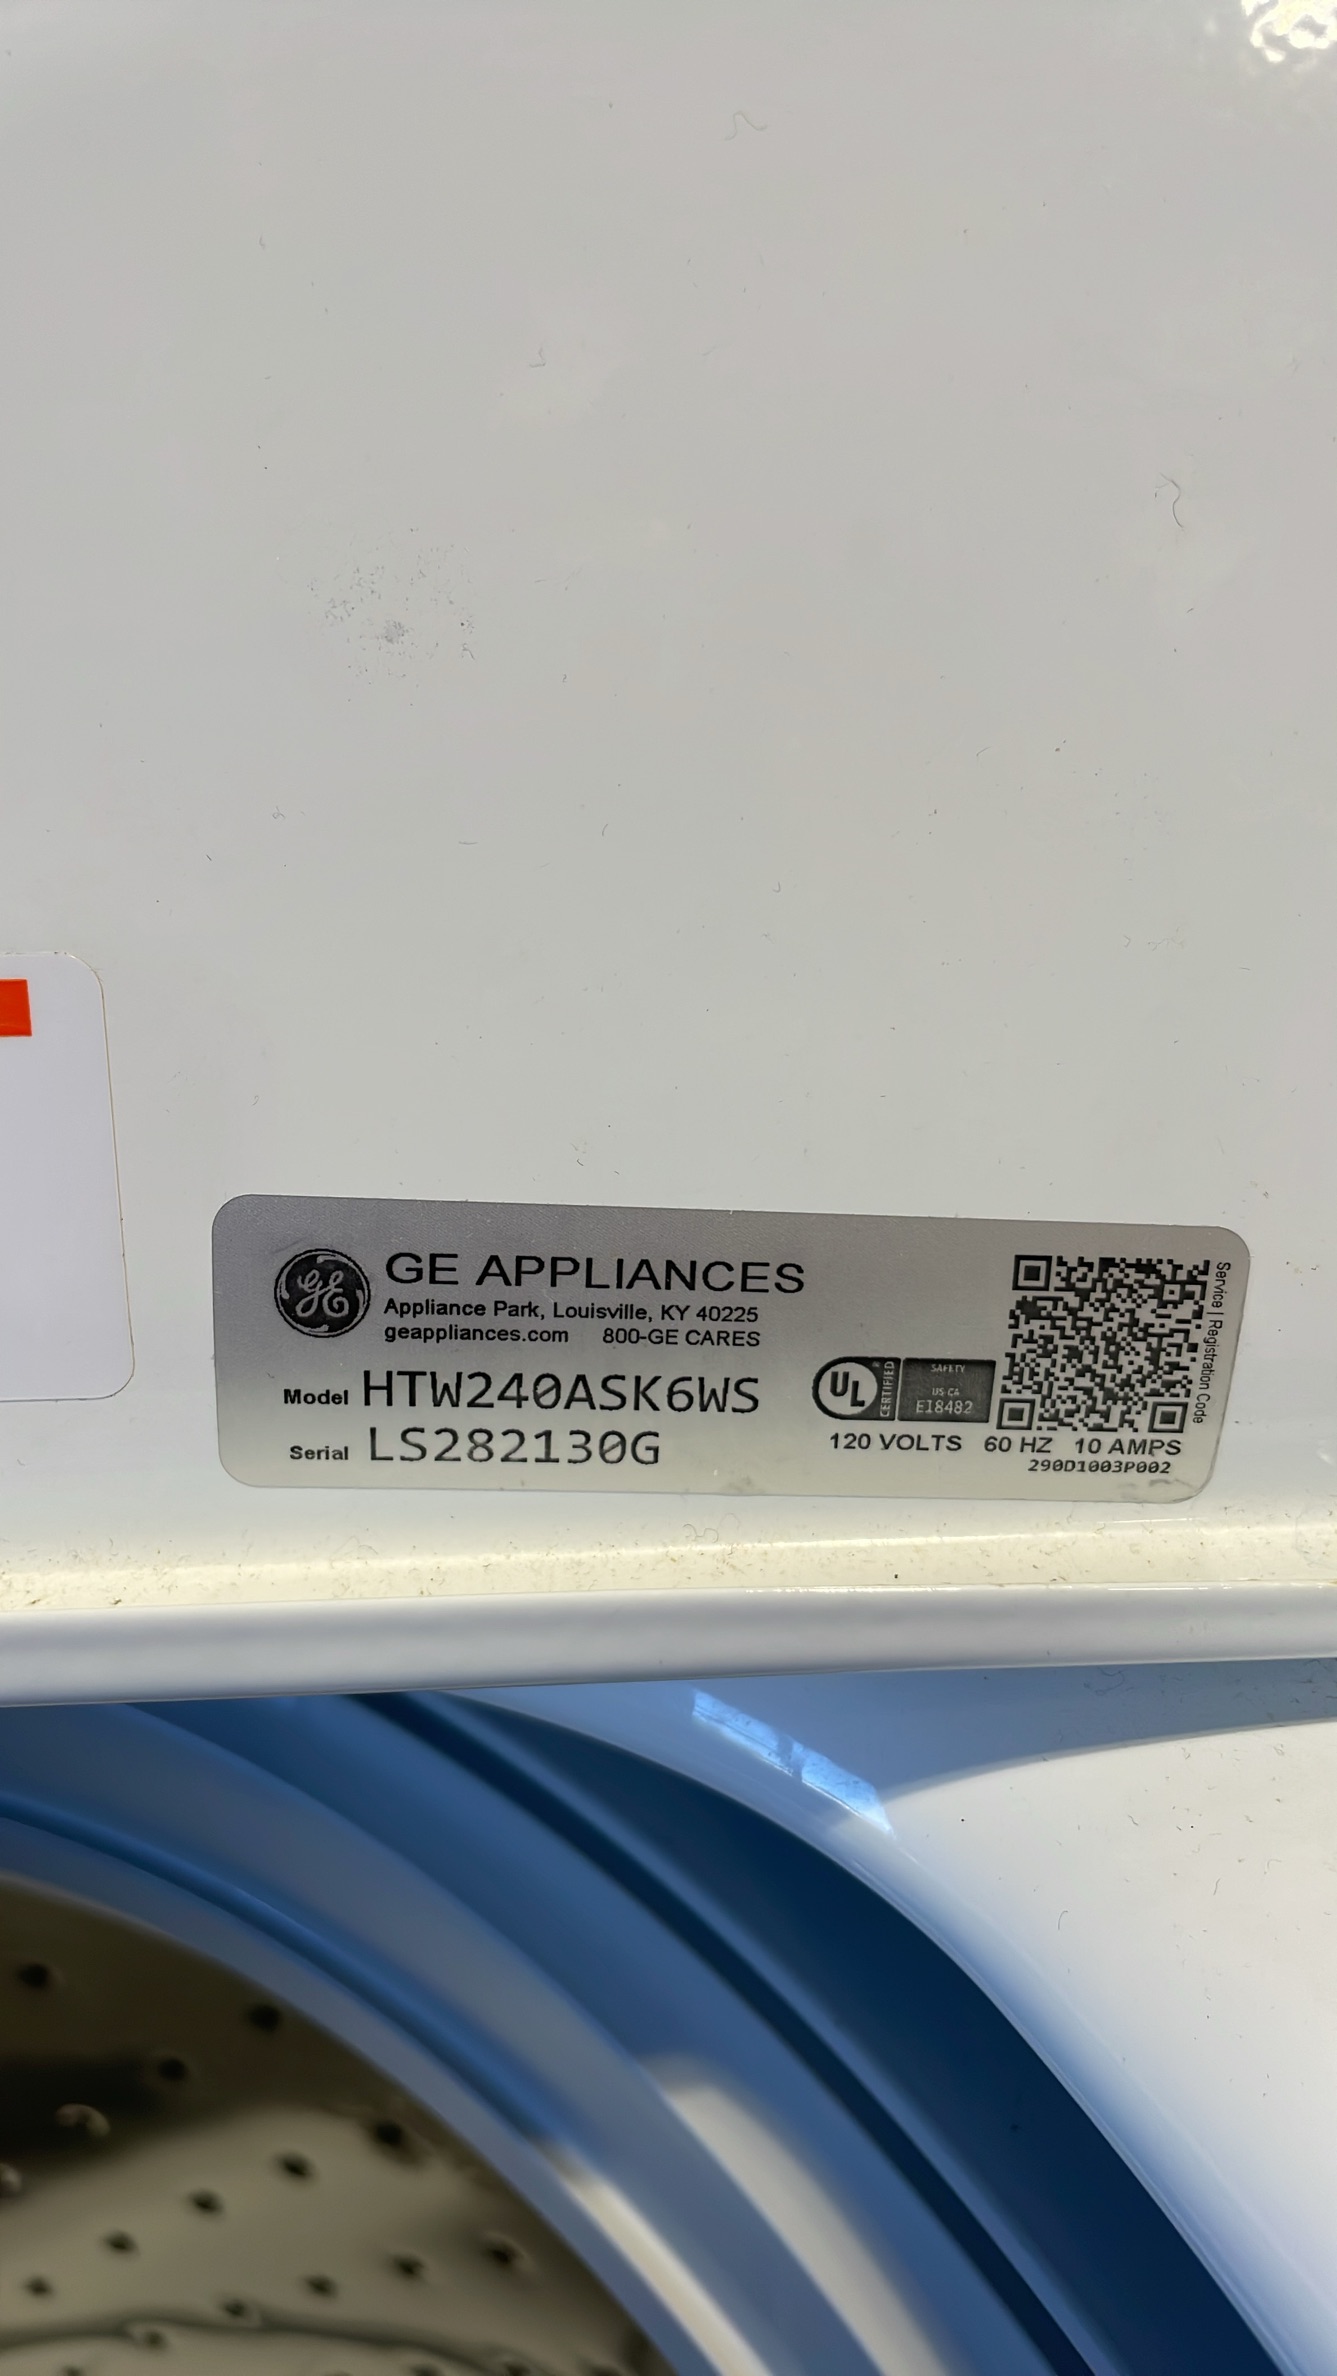 GE
GE APPLIANCES
Appliance Park, Louisville, KY 40225
geappliances.com 800-GE CARES
Model HTW240ASK6WS
Serial LS282130G
UL CERTIFIED
SAFETY
US CA
E18482
120 VOLTS 60 HZ 10 AMPS
290D1003P002
Service | Registration Code